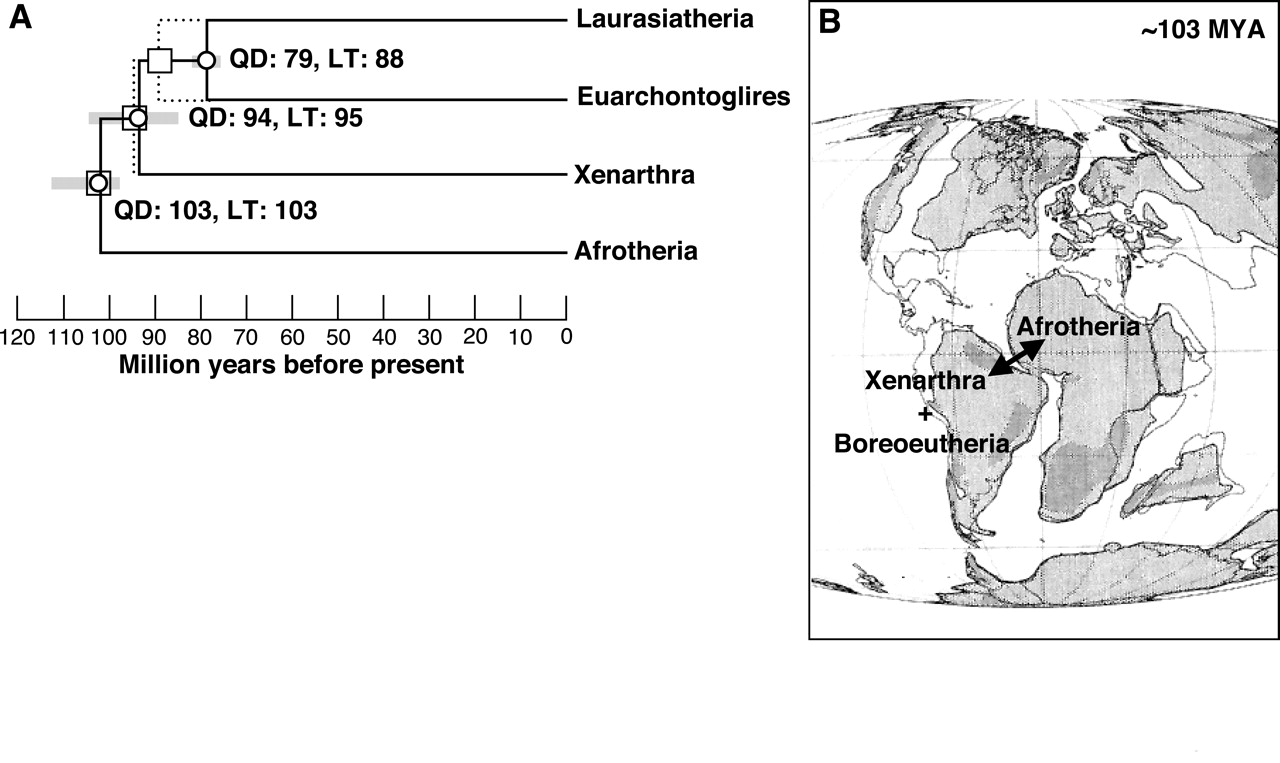 A
Laurasiatheria
QD: 79, LT: 88
Euarchontoglires
QD: 94, LT: 95
Xenarthra
QD: 103, LT: 103
Afrotheria
120 110 100 90 80 70 60 50 40 30 20 10 0
Million years before present
B
~103 MYA
Afrotheria
Xenarthra
+
Boreoeutheria